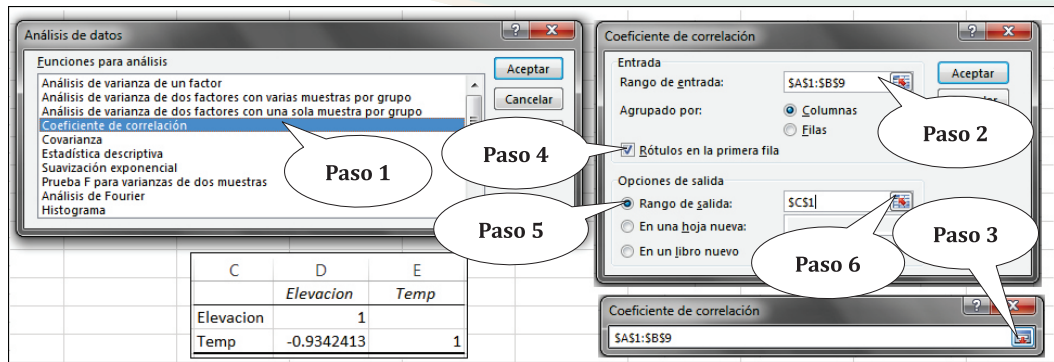 Análisis de datos
Funciones para análisis
Análisis de varianza de un factor
Análisis de varianza de dos factores con varias muestras por grupo
Análisis de varianza de dos factores con una sola muestra por grupo
Coeficiente de correlación
Covarianza
Estadística descriptiva
Suavización exponencial
Prueba F para varianzas de dos muestras
Análisis de Fourier
Histograma
Aceptar
Cancelar
Paso 1
Coeficiente de correlación
Entrada
Rango de entrada: $A$1:$B$9
Agrupado por: Columnas
Filas
Rótulos en la primera fila
Aceptar
Paso 2
Paso 4
Opciones de salida
Rango de salida: $C$1
En una hoja nueva:
En un libro nuevo
Paso 5
Paso 6
Paso 3
C D E
Elevacion Temp
Elevacion 1
Temp -0.9342413 1
Coeficiente de correlación
$A$1:$B$9